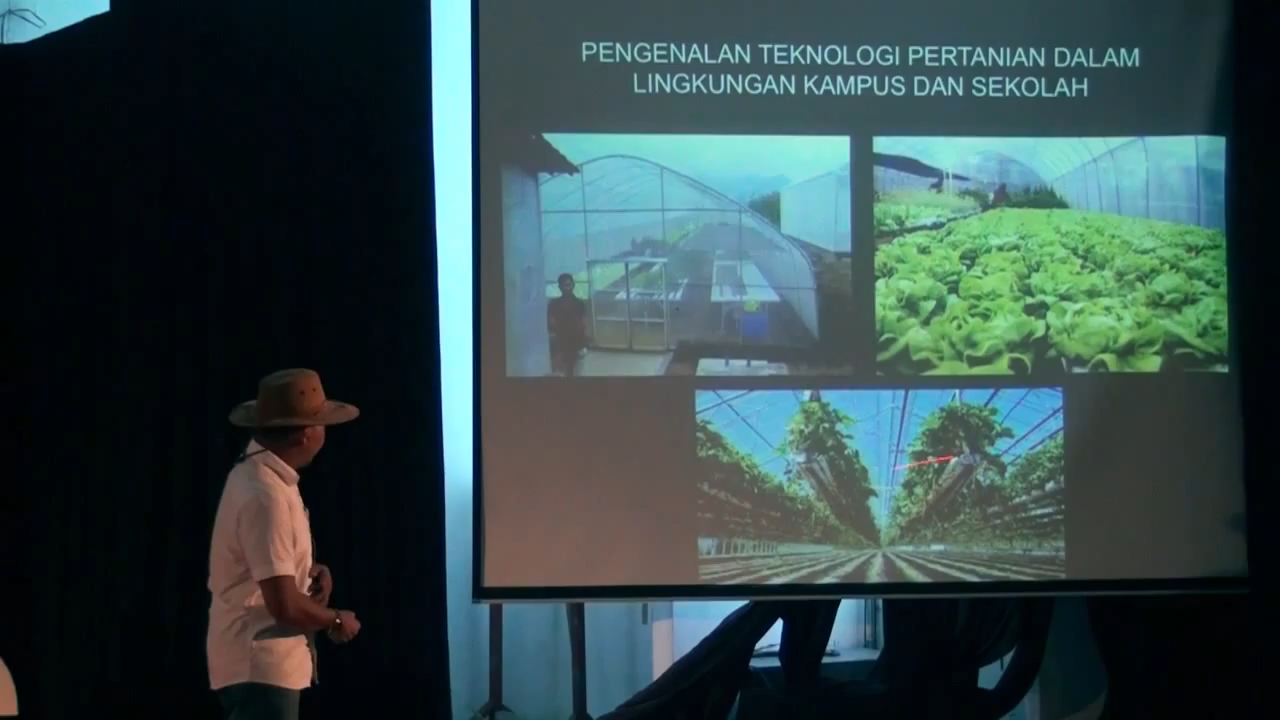 PENGENALAN TEKNOLOGI PERTANIAN DALAM
LINGKUNGAN KAMPUS DAN SEKOLAH